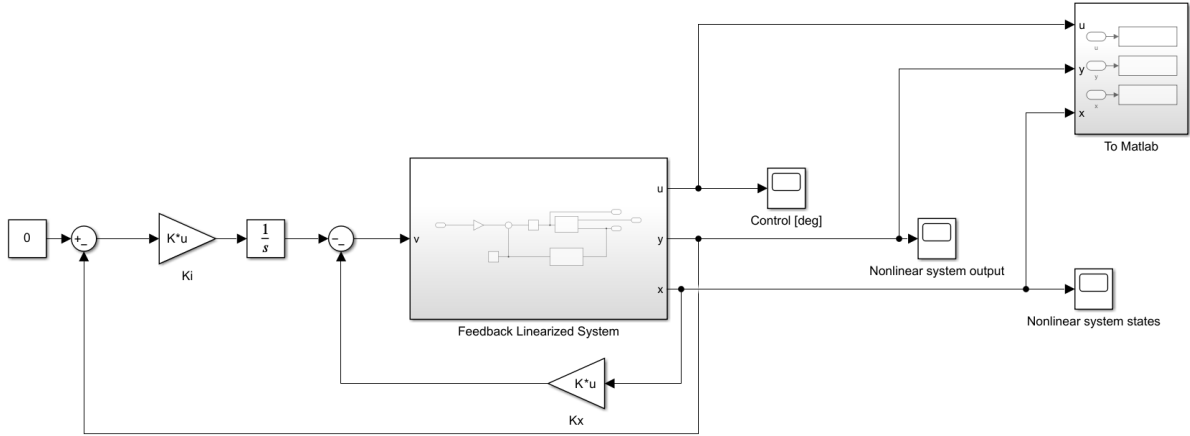 u
u
y
y
x
x
To Matlab
u
Control [deg]
0
+
-
K*u
Ki
1
s
-
-
v
y
Nonlinear system output
x
Nonlinear system states
Feedback Linearized System
K*u
Kx